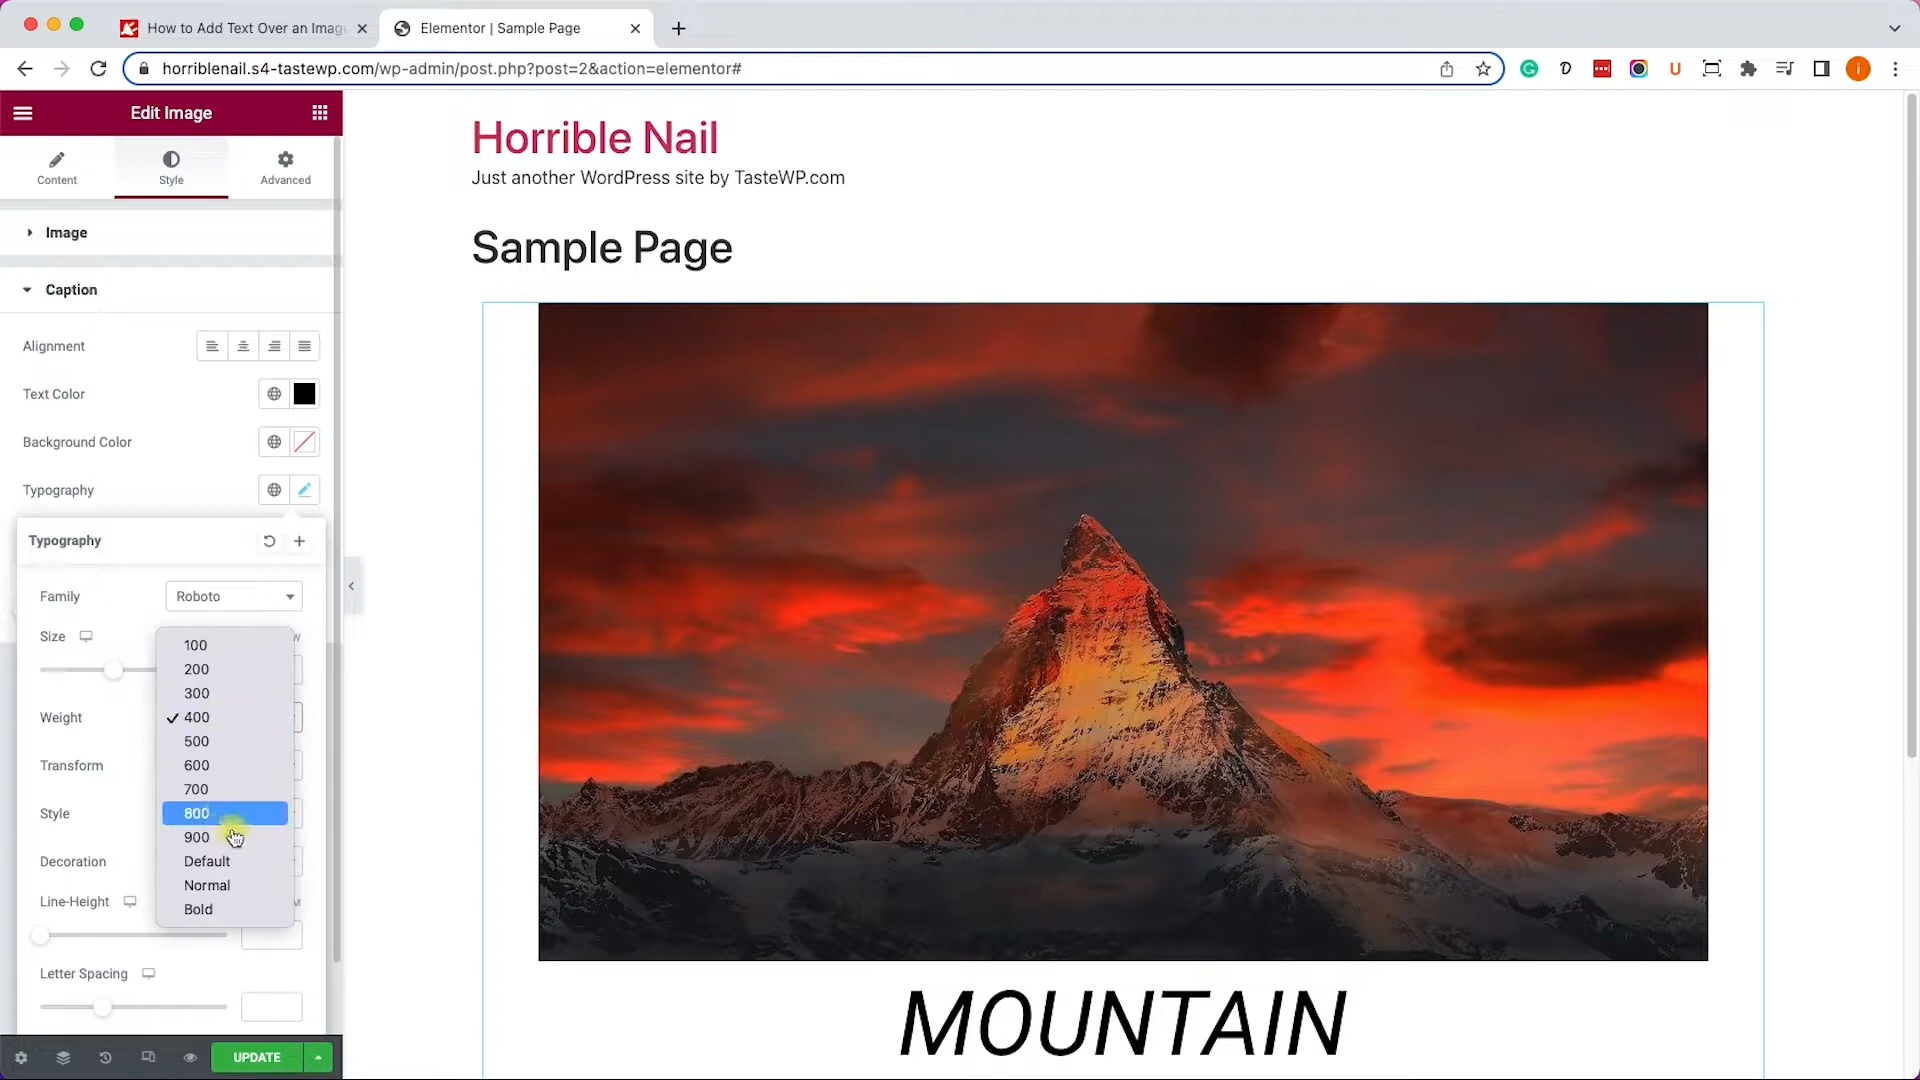 How to Add Text Over an Imag
Elementor | Sample Page
horriblenail.s4-tastewp.com/wp-admin/post.php?post=2&action=elementor#
Edit Image
Content
Style
Advanced
Image
Caption
Alignment
Text Color
Background Color
Typography
Typography
Family
Roboto
Size
W
100
200
300
Weight
400
500
Transform
600
700
Style
800
900
Decoration
Default
Normal
Line-Height
M
Bold
Letter Spacing
UPDATE
Horrible Nail
Just another WordPress site by TasteWP.com
Sample Page
MOUNTAIN